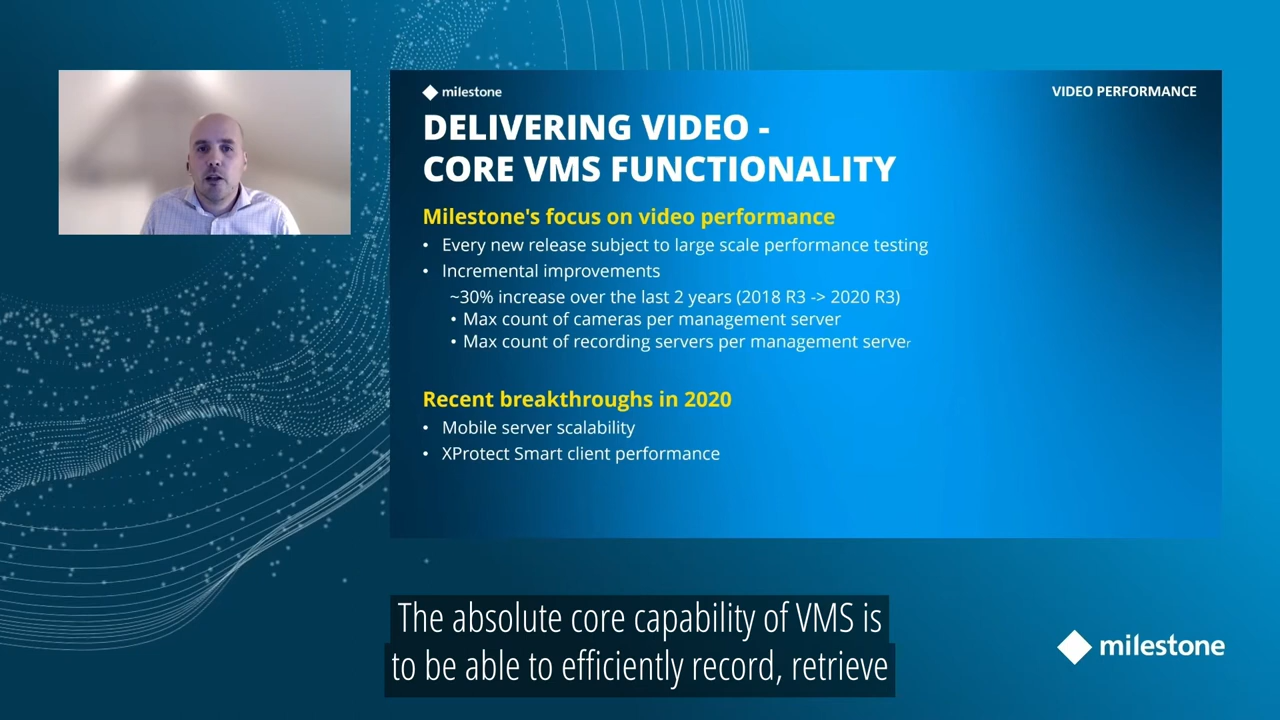 milestone
VIDEO PERFORMANCE
DELIVERING VIDEO -
CORE VMS FUNCTIONALITY
Milestone's focus on video performance
• Every new release subject to large scale performance testing
• Incremental improvements
~30% increase over the last 2 years (2018 R3 -> 2020 R3)
• Max count of cameras per management server
• Max count of recording servers per management server
Recent breakthroughs in 2020
• Mobile server scalability
• XProtect Smart client performance
The absolute core capability of VMS is
to be able to efficiently record, retrieve
milestone